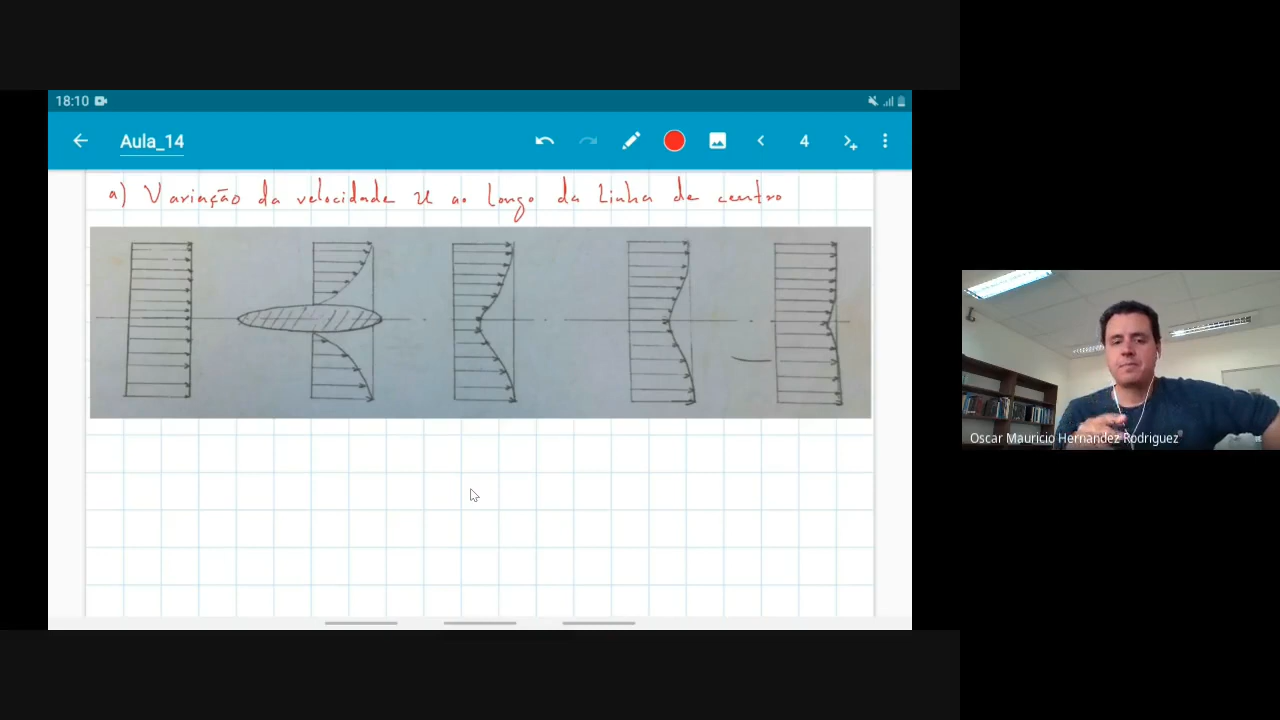 18:10
Aula_14
4
a) Variação da velocidade u ao longo da linha de centro
Oscar Mauricio Hernandez Rodriguez